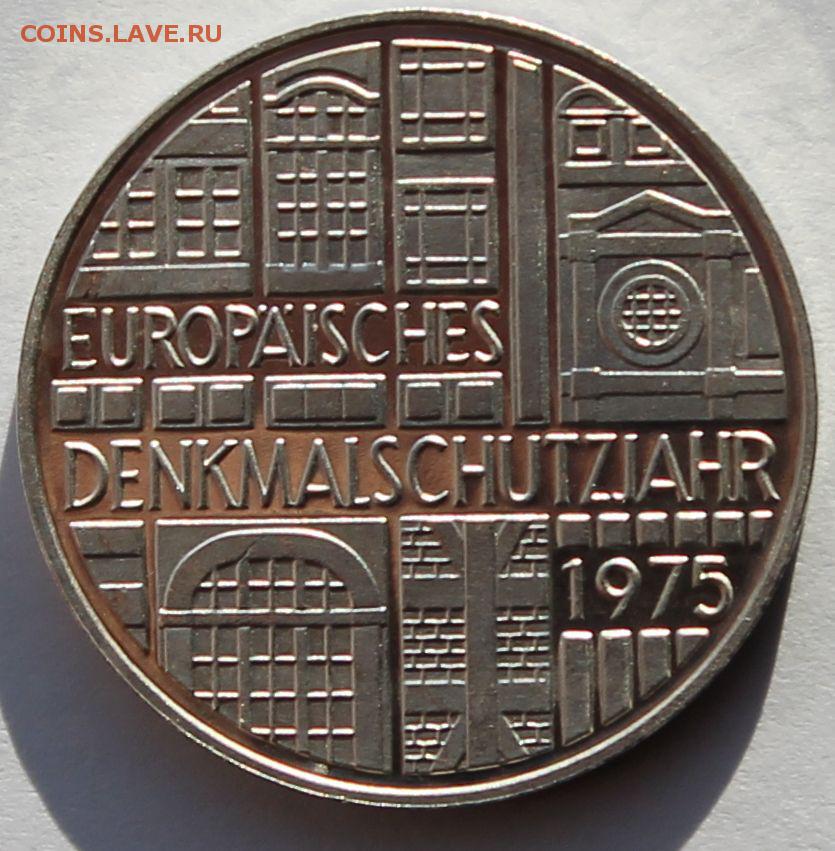 COINS.LAVE.RU
EUROPÄISCHES
DENKMALSCHUTZJAHR
1975